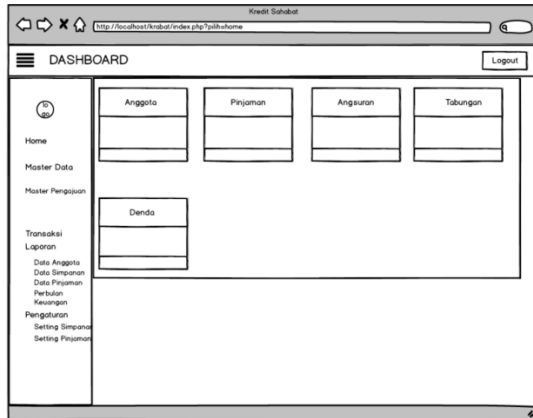 Kredit Sahabat
http://localhost/krabat/index.php?pilih=home
DASHBOARD
Logout
lo
go
Home
Master Data
Master Pengajuan
Transaksi
Laporan
Data Anggota
Data Simpanan
Data Pinjaman
Perbulan
Keuangan
Pengaturan
Setting Simpanan
Setting Pinjaman
Anggota
Pinjaman
Angsuran
Tabungan
Denda